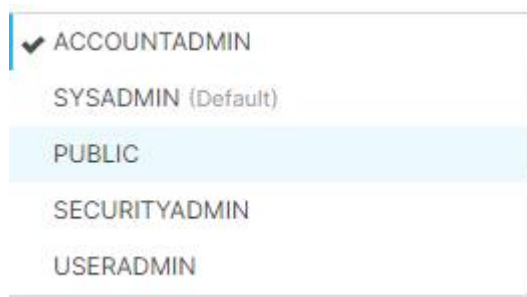 ACCOUNTADMIN
SYSADMIN (Default)
PUBLIC
SECURITYADMIN
USERADMIN